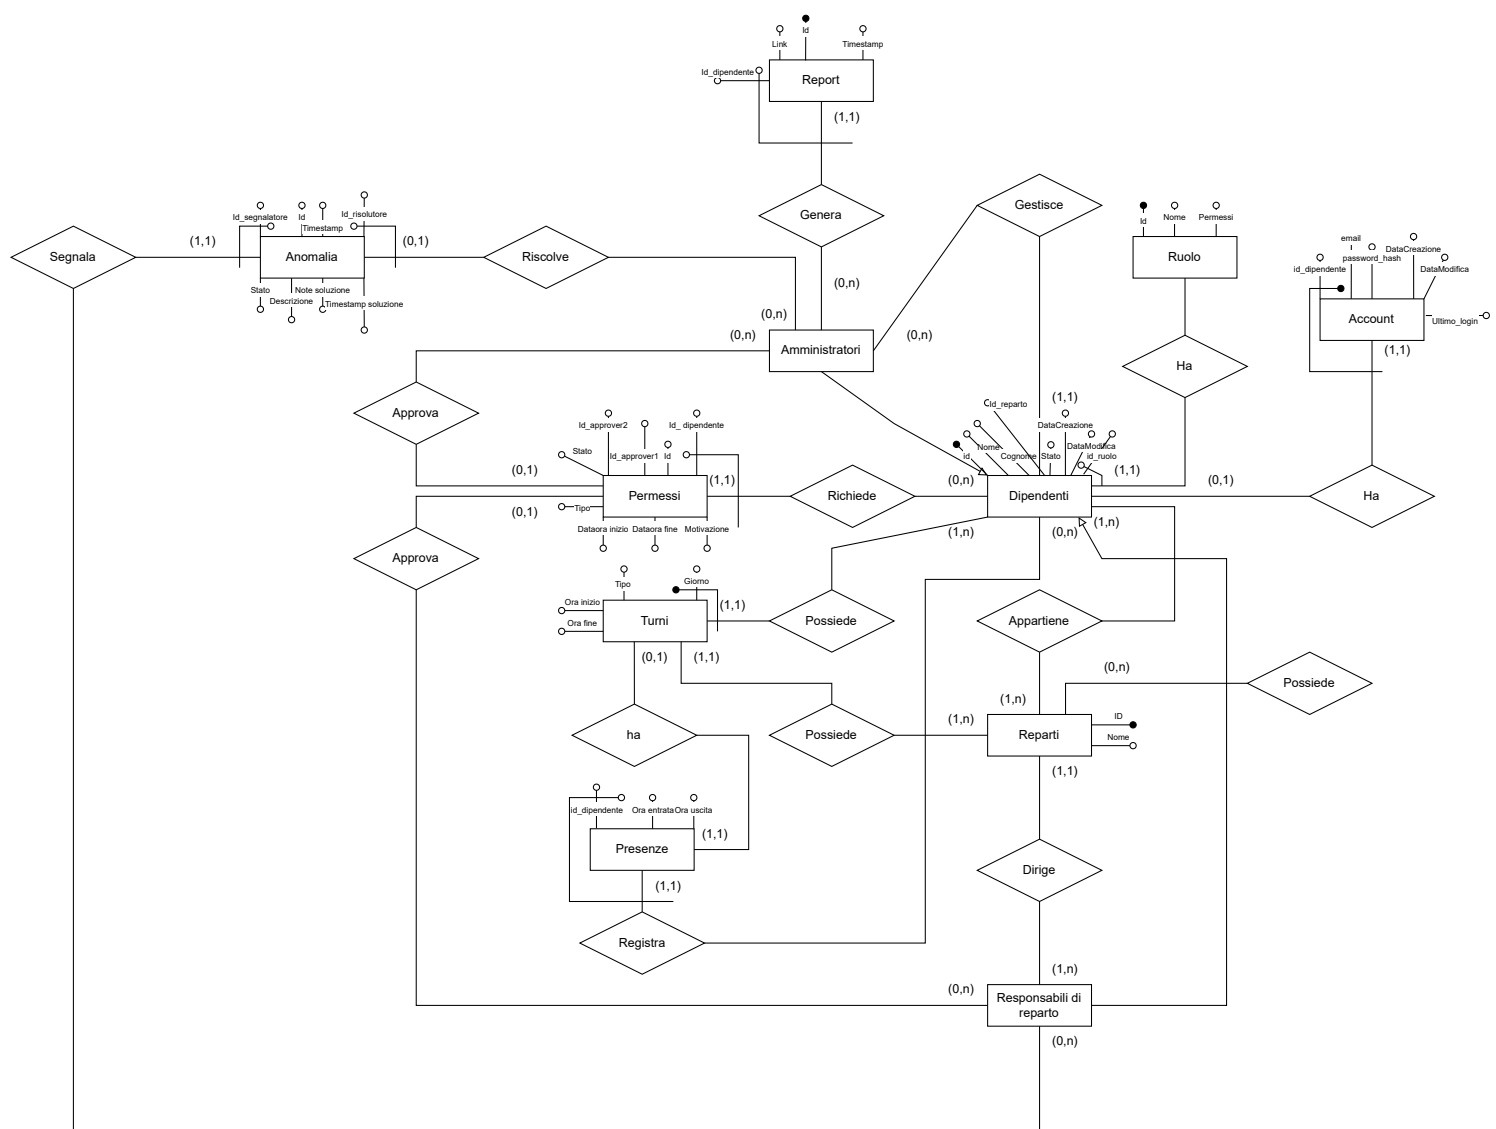 Link
Id
Timestamp
Id_dipendente
Report
(1,1)
Genera
(0,n)
Gestisce
Id
Nome
Permessi
Ruolo
Ha
Id_segnalatore
Id
Timestamp
Id_risolutore
Segnala
(1,1)
Anomalia
(0,1)
Riscolve
Stato
Descrizione
Note soluzione
Timestamp soluzione
(0,n)
(0,n)
Amministratori
(0,n)
email
password_hash
DataCreazione
id_dipendente
DataModifica
Account
Ultimo_login
(1,1)
Approva
(0,1)
Id_approver2
Id_dipendente
Stato
Id_approver1
Id
Permessi
(1,1)
Tipo
Dataora inizio
Dataora fine
Motivazione
Richiede
(0,n)
Id_reparto
(1,1)
DataCreazione
id
Nome
Cognome
Stato
DataModifica
id_ruolo
(1,1)
Dipendenti
(0,1)
Ha
(0,1)
Approva
(1,n)
(0,n)
(1,n)
Tipo
Giorno
Ora inizio
Ora fine
Turni
(1,1)
Possiede
Appartiene
(0,1)
(1,1)
(0,n)
Possiede
ha
Possiede
(1,n)
(1,n)
Reparti
ID
Nome
(1,1)
id_dipendente
Ora entrata
Ora uscita
Presenze
(1,1)
(1,1)
Registra
Dirige
(1,n)
(0,n)
Responsabili di
reparto
(0,n)